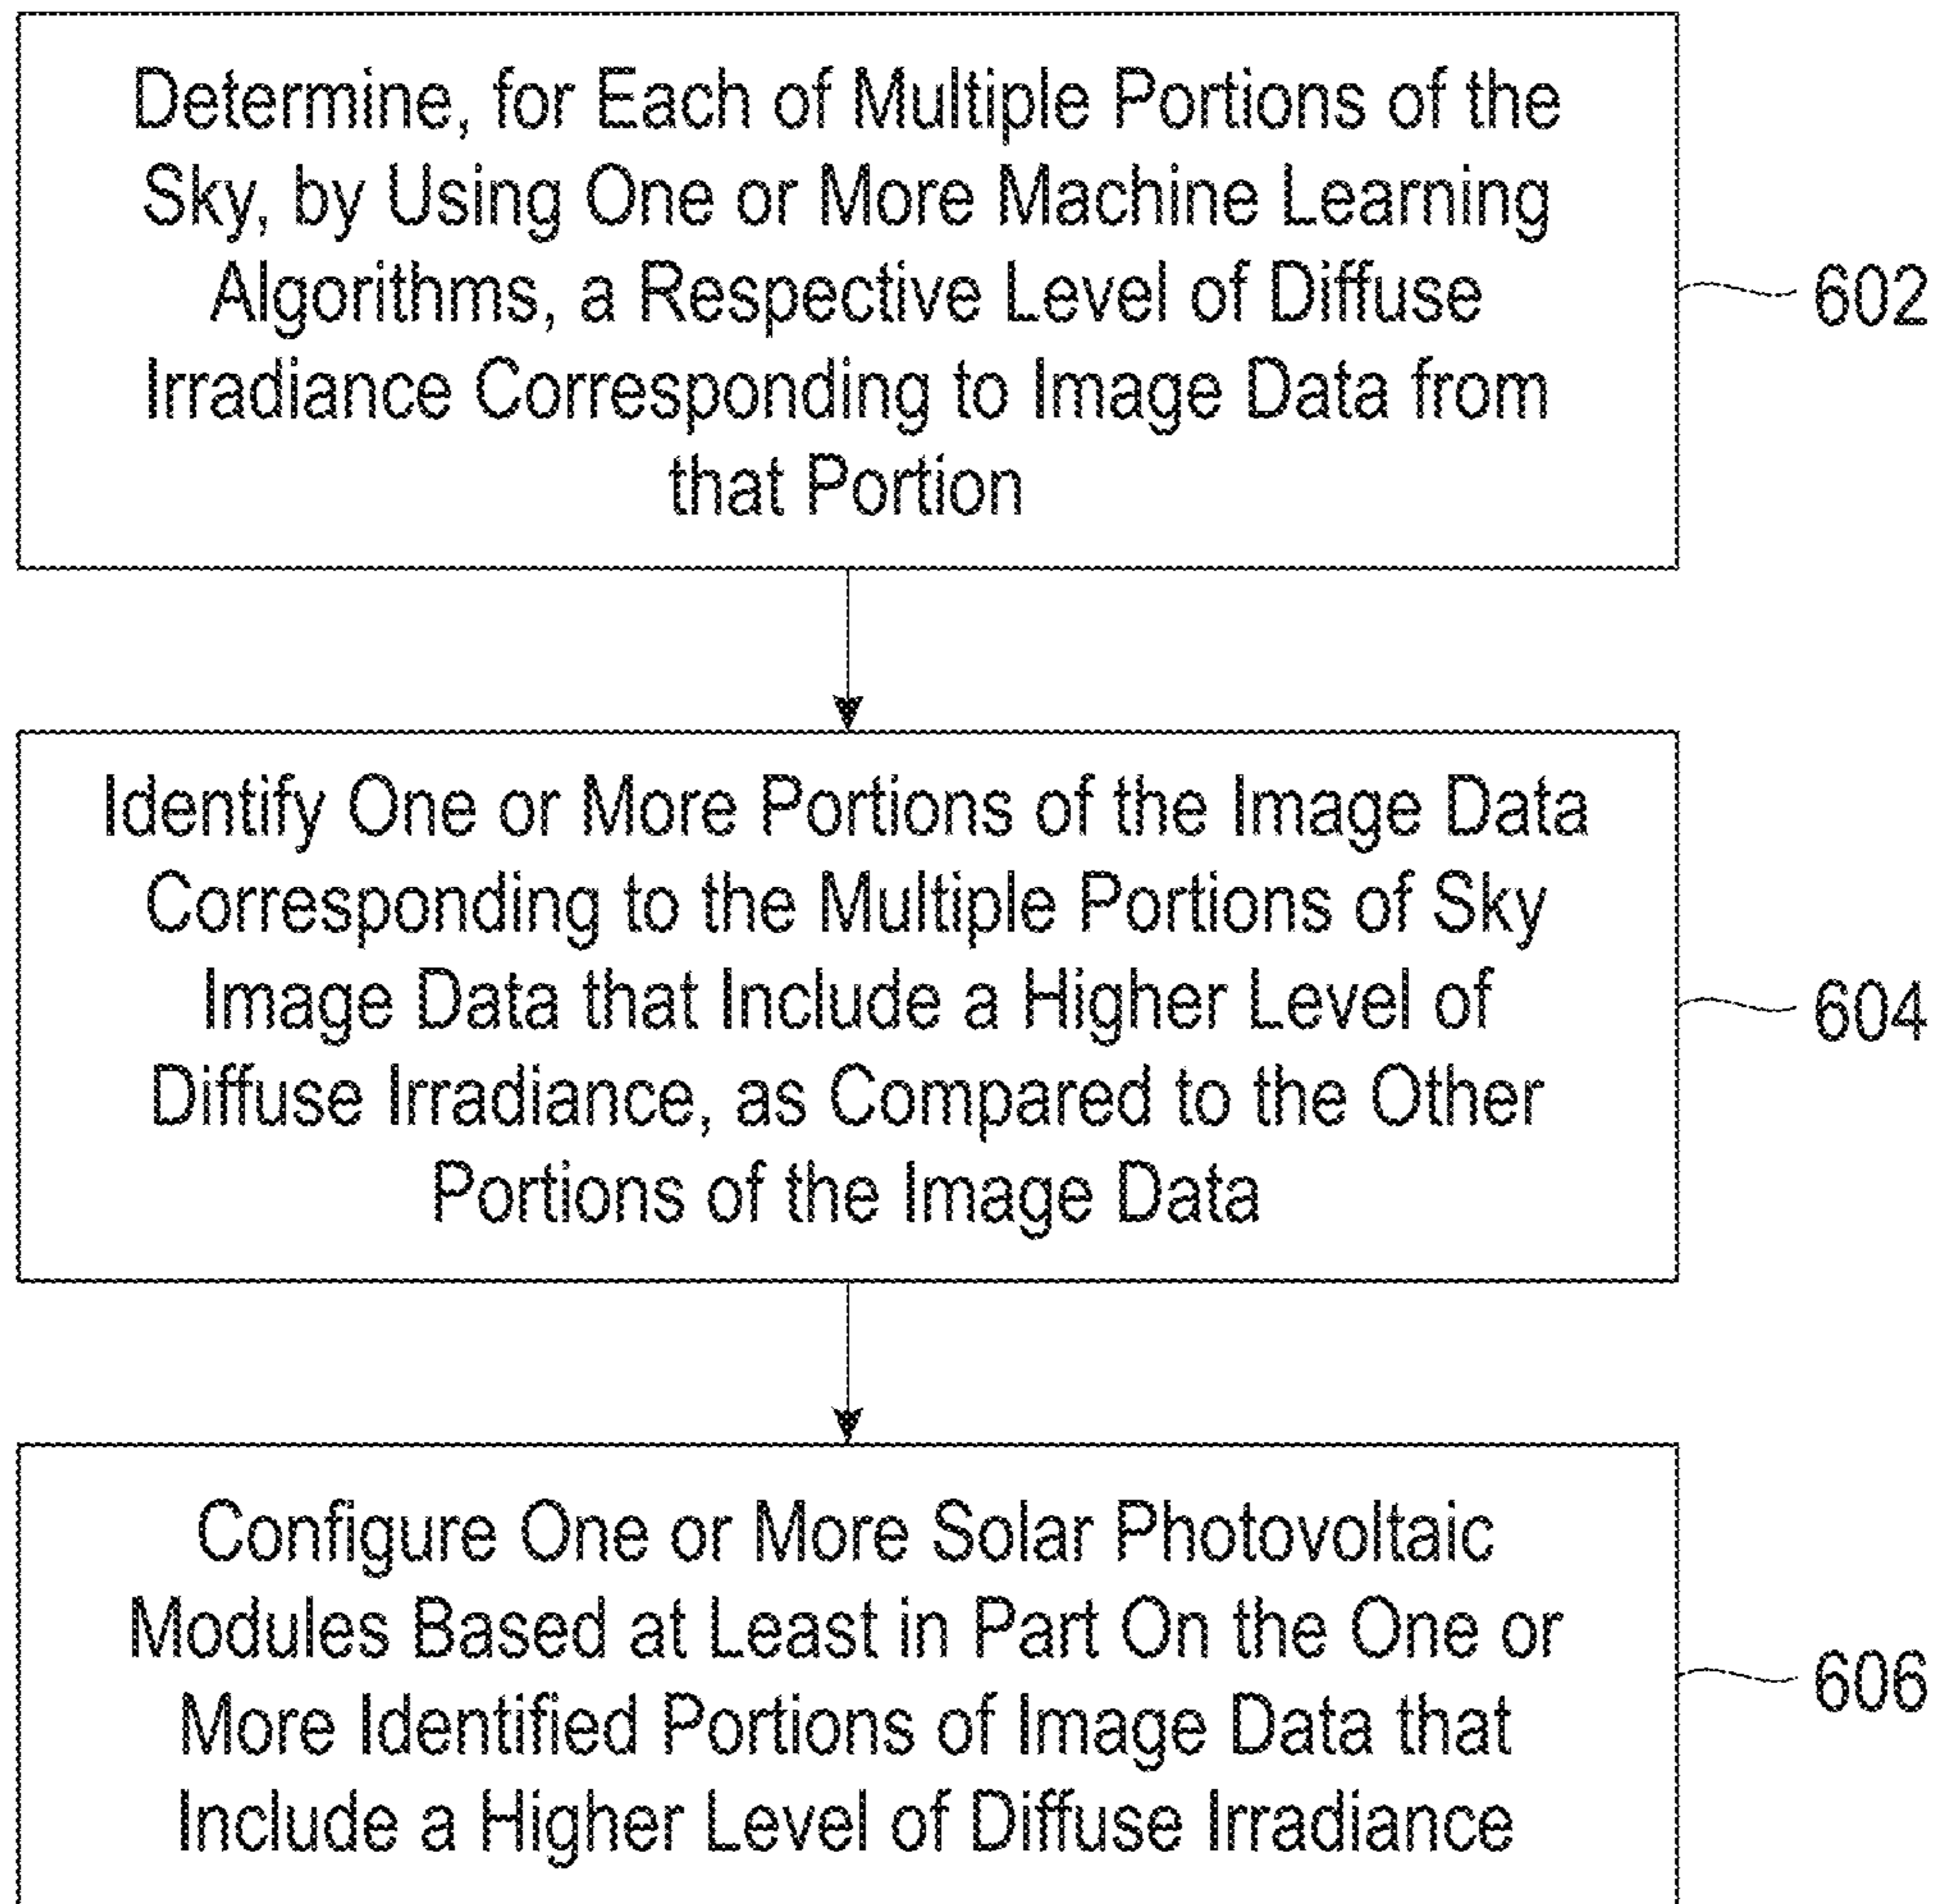 Determine, for Each of Multiple Portions of the
Sky, by Using One or More Machine Learning
Algorithms, a Respective Level of Diffuse
Irradiance Corresponding to Image Data from
that Portion
602
Identify One or More Portions of the Image Data
Corresponding to the Multiple Portions of Sky
Image Data that Include a Higher Level of
Diffuse Irradiance, as Compared to the Other
Portions of the Image Data
604
Configure One or More Solar Photovoltaic
Modules Based at Least in Part On the One or
More Identified Portions of Image Data that
Include a Higher Level of Diffuse Irradiance
606